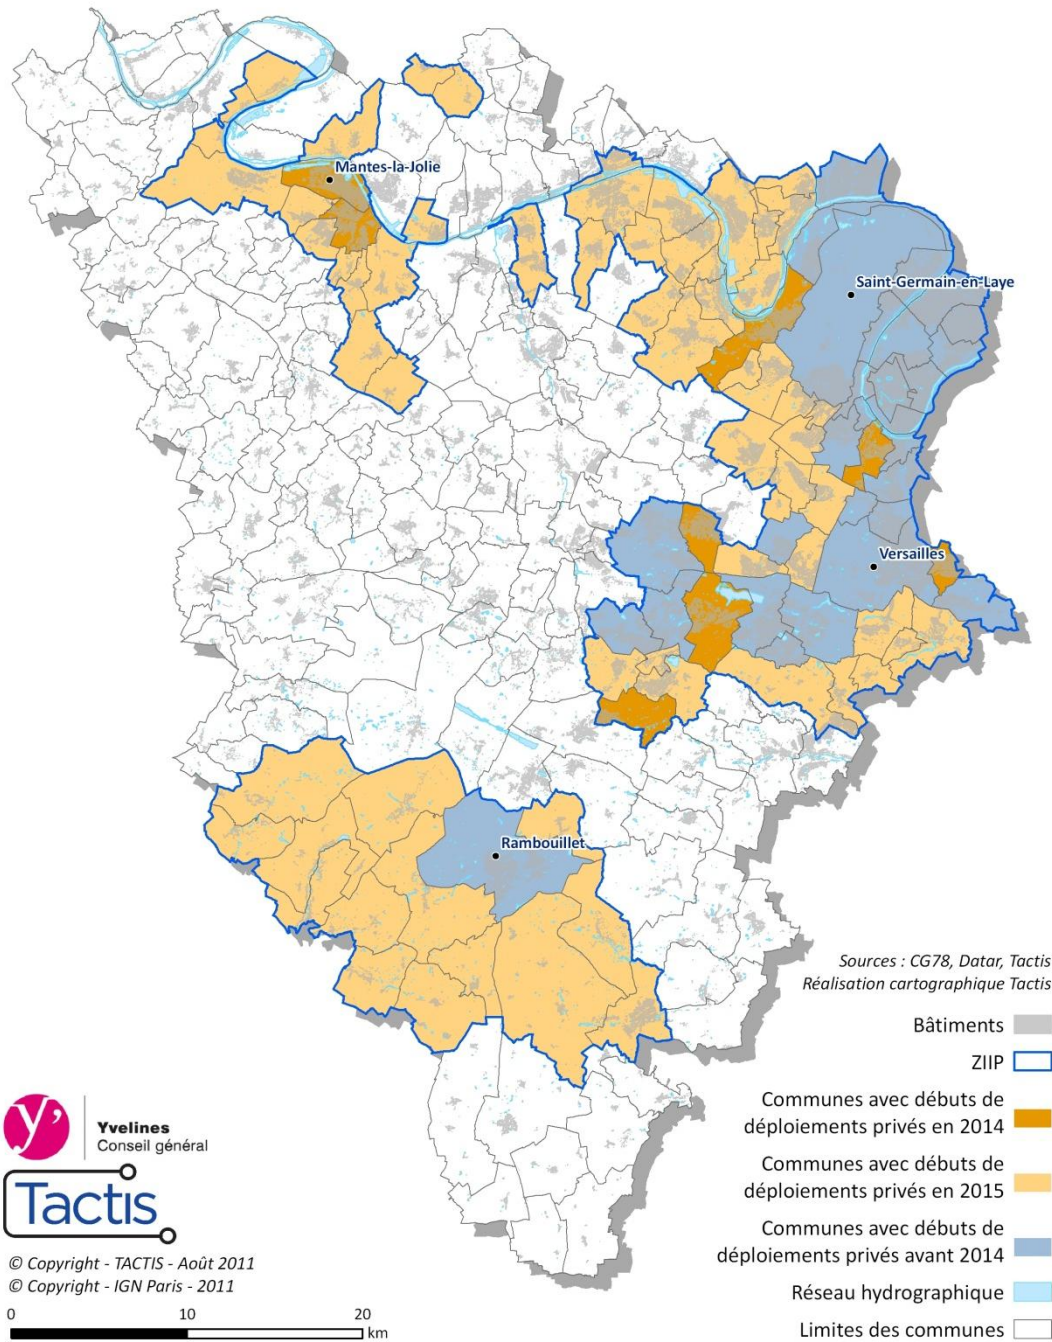 Mantes-la-Jolie
Saint-Germain-en-Laye
Versailles
Rambouillet
Sources : CG78, Datar, Tactis
Réalisation cartographique Tactis
Bâtiments
ZIIP
Communes avec débuts de
déploiements privés en 2014
Communes avec débuts de
déploiements privés en 2015
Communes avec débuts de
déploiements privés avant 2014
Réseau hydrographique
Limites des communes
y'
Yvelines
Conseil général
Tactis
© Copyright - TACTIS - Août 2011
© Copyright - IGN Paris - 2011
0 10 20
km